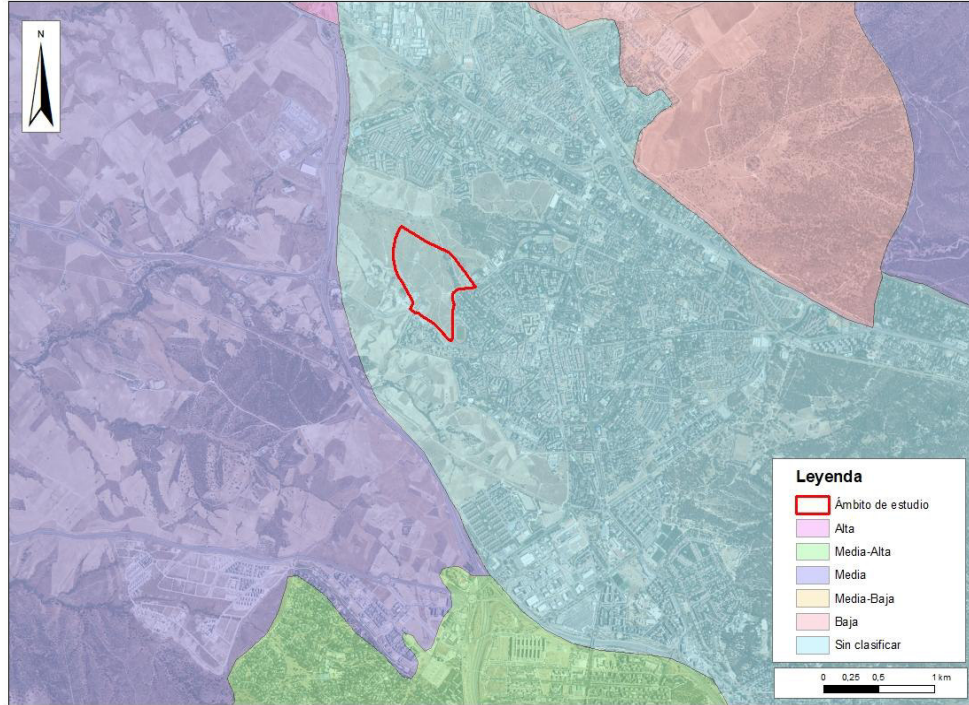 N
Leyenda
Ámbito de estudio
Alta
Media-Alta
Media
Media-Baja
Baja
Sin clasificar
0 0,25 0,5 1 km